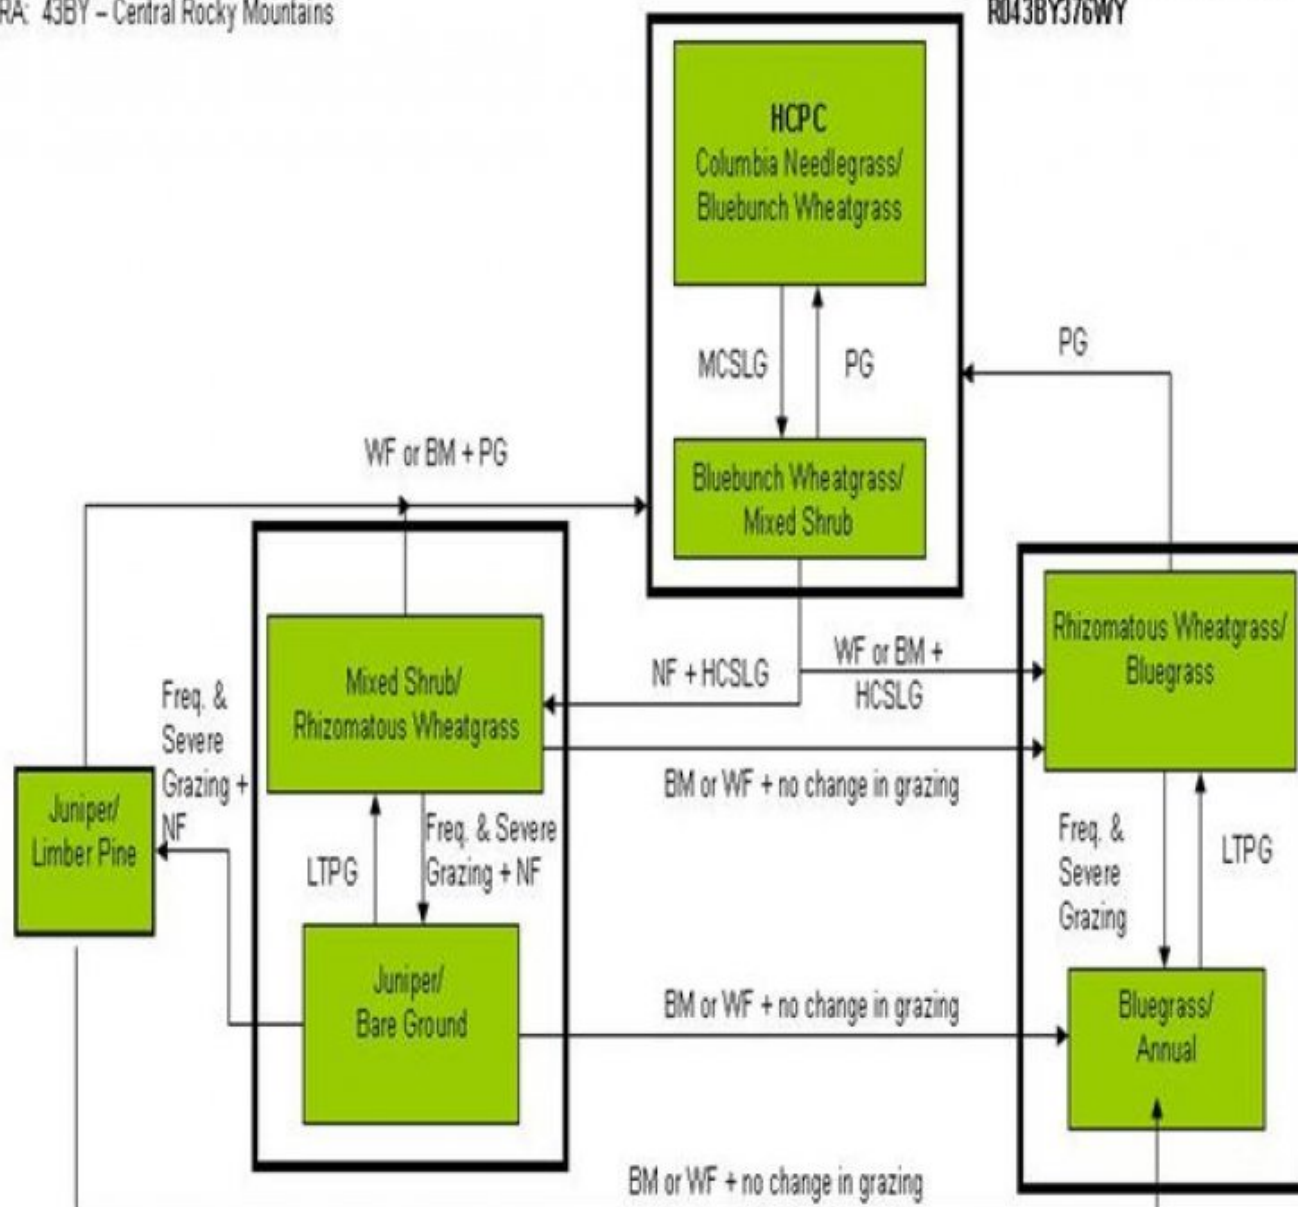 RA: 43BY – Central Rocky Mountains
R043BY376WY
HCPC
Columbia Needlegrass/
Bluebunch Wheatgrass
MCSLG
PG
PG
WF or BM + PG
Bluebunch Wheatgrass/
Mixed Shrub
Rhizomatous Wheatgrass/
Bluegrass
WF or BM +
HCSLG
NF + HCSLG
Mixed Shrub/
Rhizomatous Wheatgrass
Freq. &
Severe
Grazing +
NF
BM or WF + no change in grazing
Juniper/
Limber Pine
LTPG
Freq. & Severe
Grazing + NF
Freq. &
Severe
Grazing
LTPG
Juniper/
Bare Ground
BM or WF + no change in grazing
Bluegrass/
Annual
BM or WF + no change in grazing